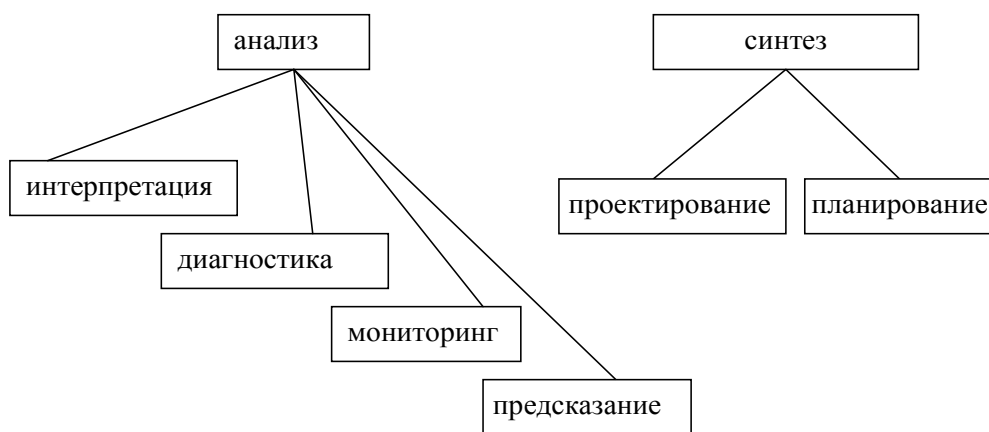 анализ
синтез
интерпретация
проектирование
планирование
диагностика
мониторинг
предсказание